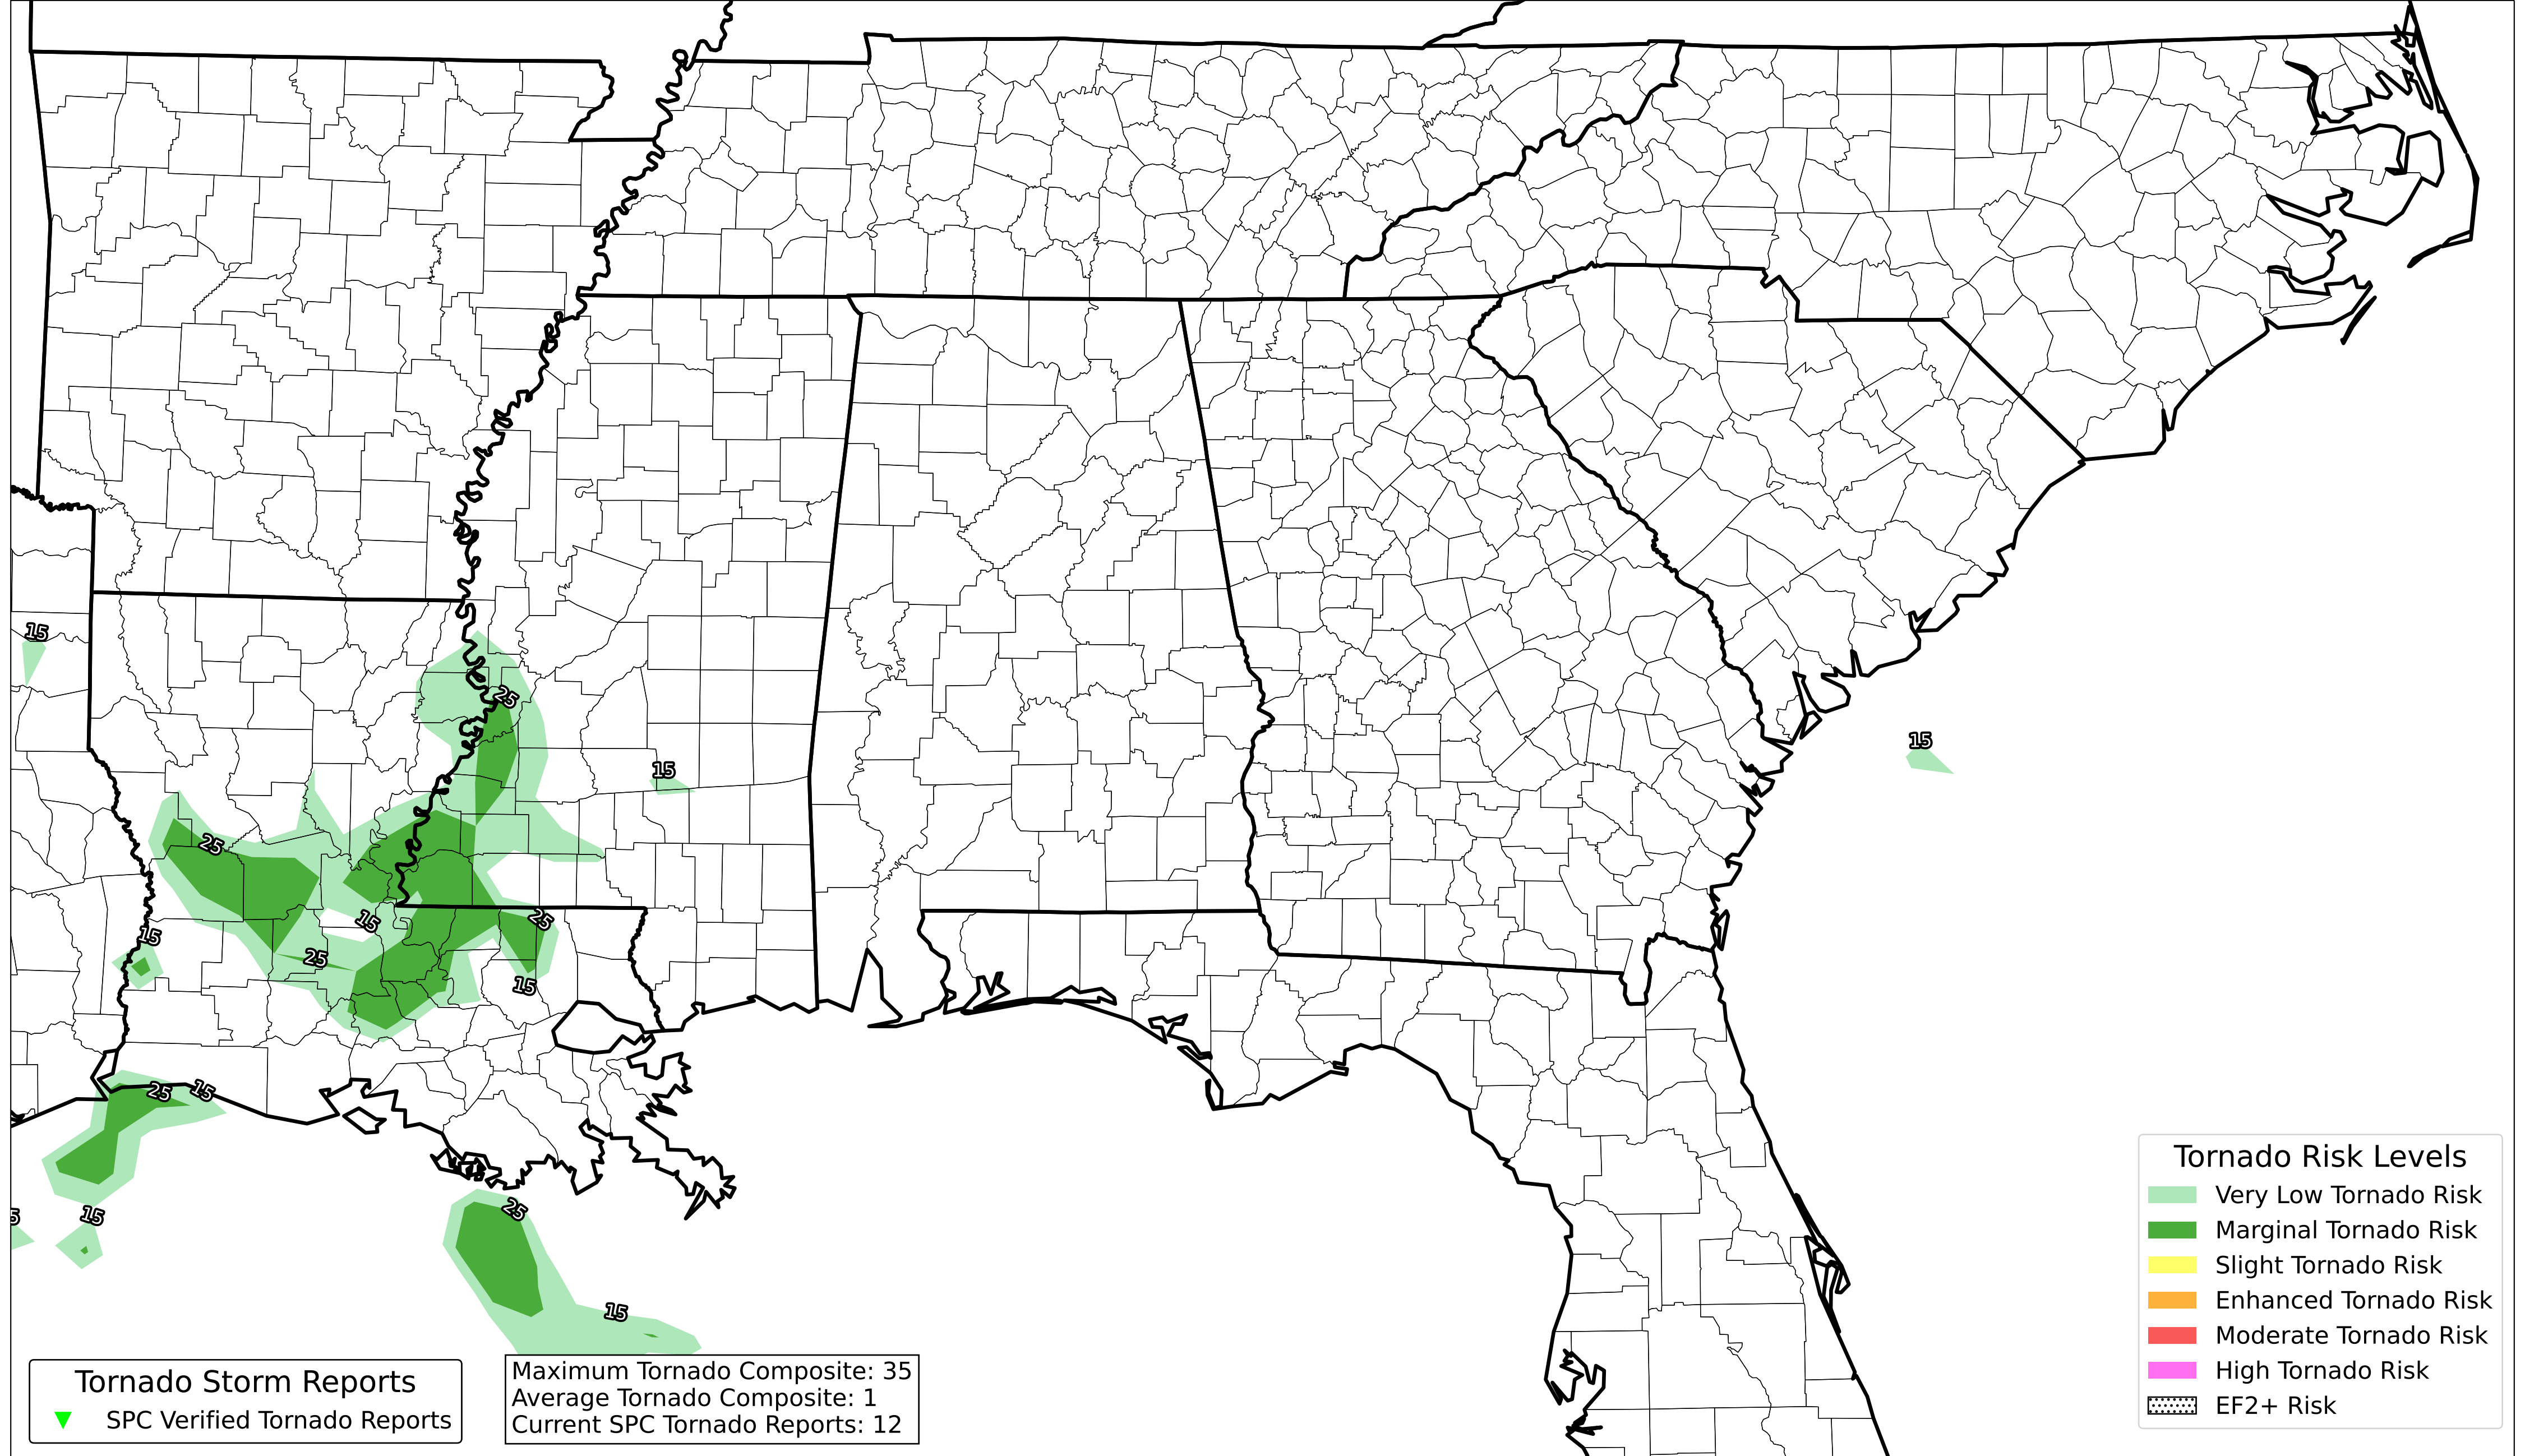 15
25
15
15
25
15
25
15
25
15
25
15
15
25
15
Tornado Risk Levels
Very Low Tornado Risk
Marginal Tornado Risk
Slight Tornado Risk
Enhanced Tornado Risk
Moderate Tornado Risk
High Tornado Risk
EF2+ Risk
Tornado Storm Reports
SPC Verified Tornado Reports
Maximum Tornado Composite: 35
Average Tornado Composite: 1
Current SPC Tornado Reports: 12